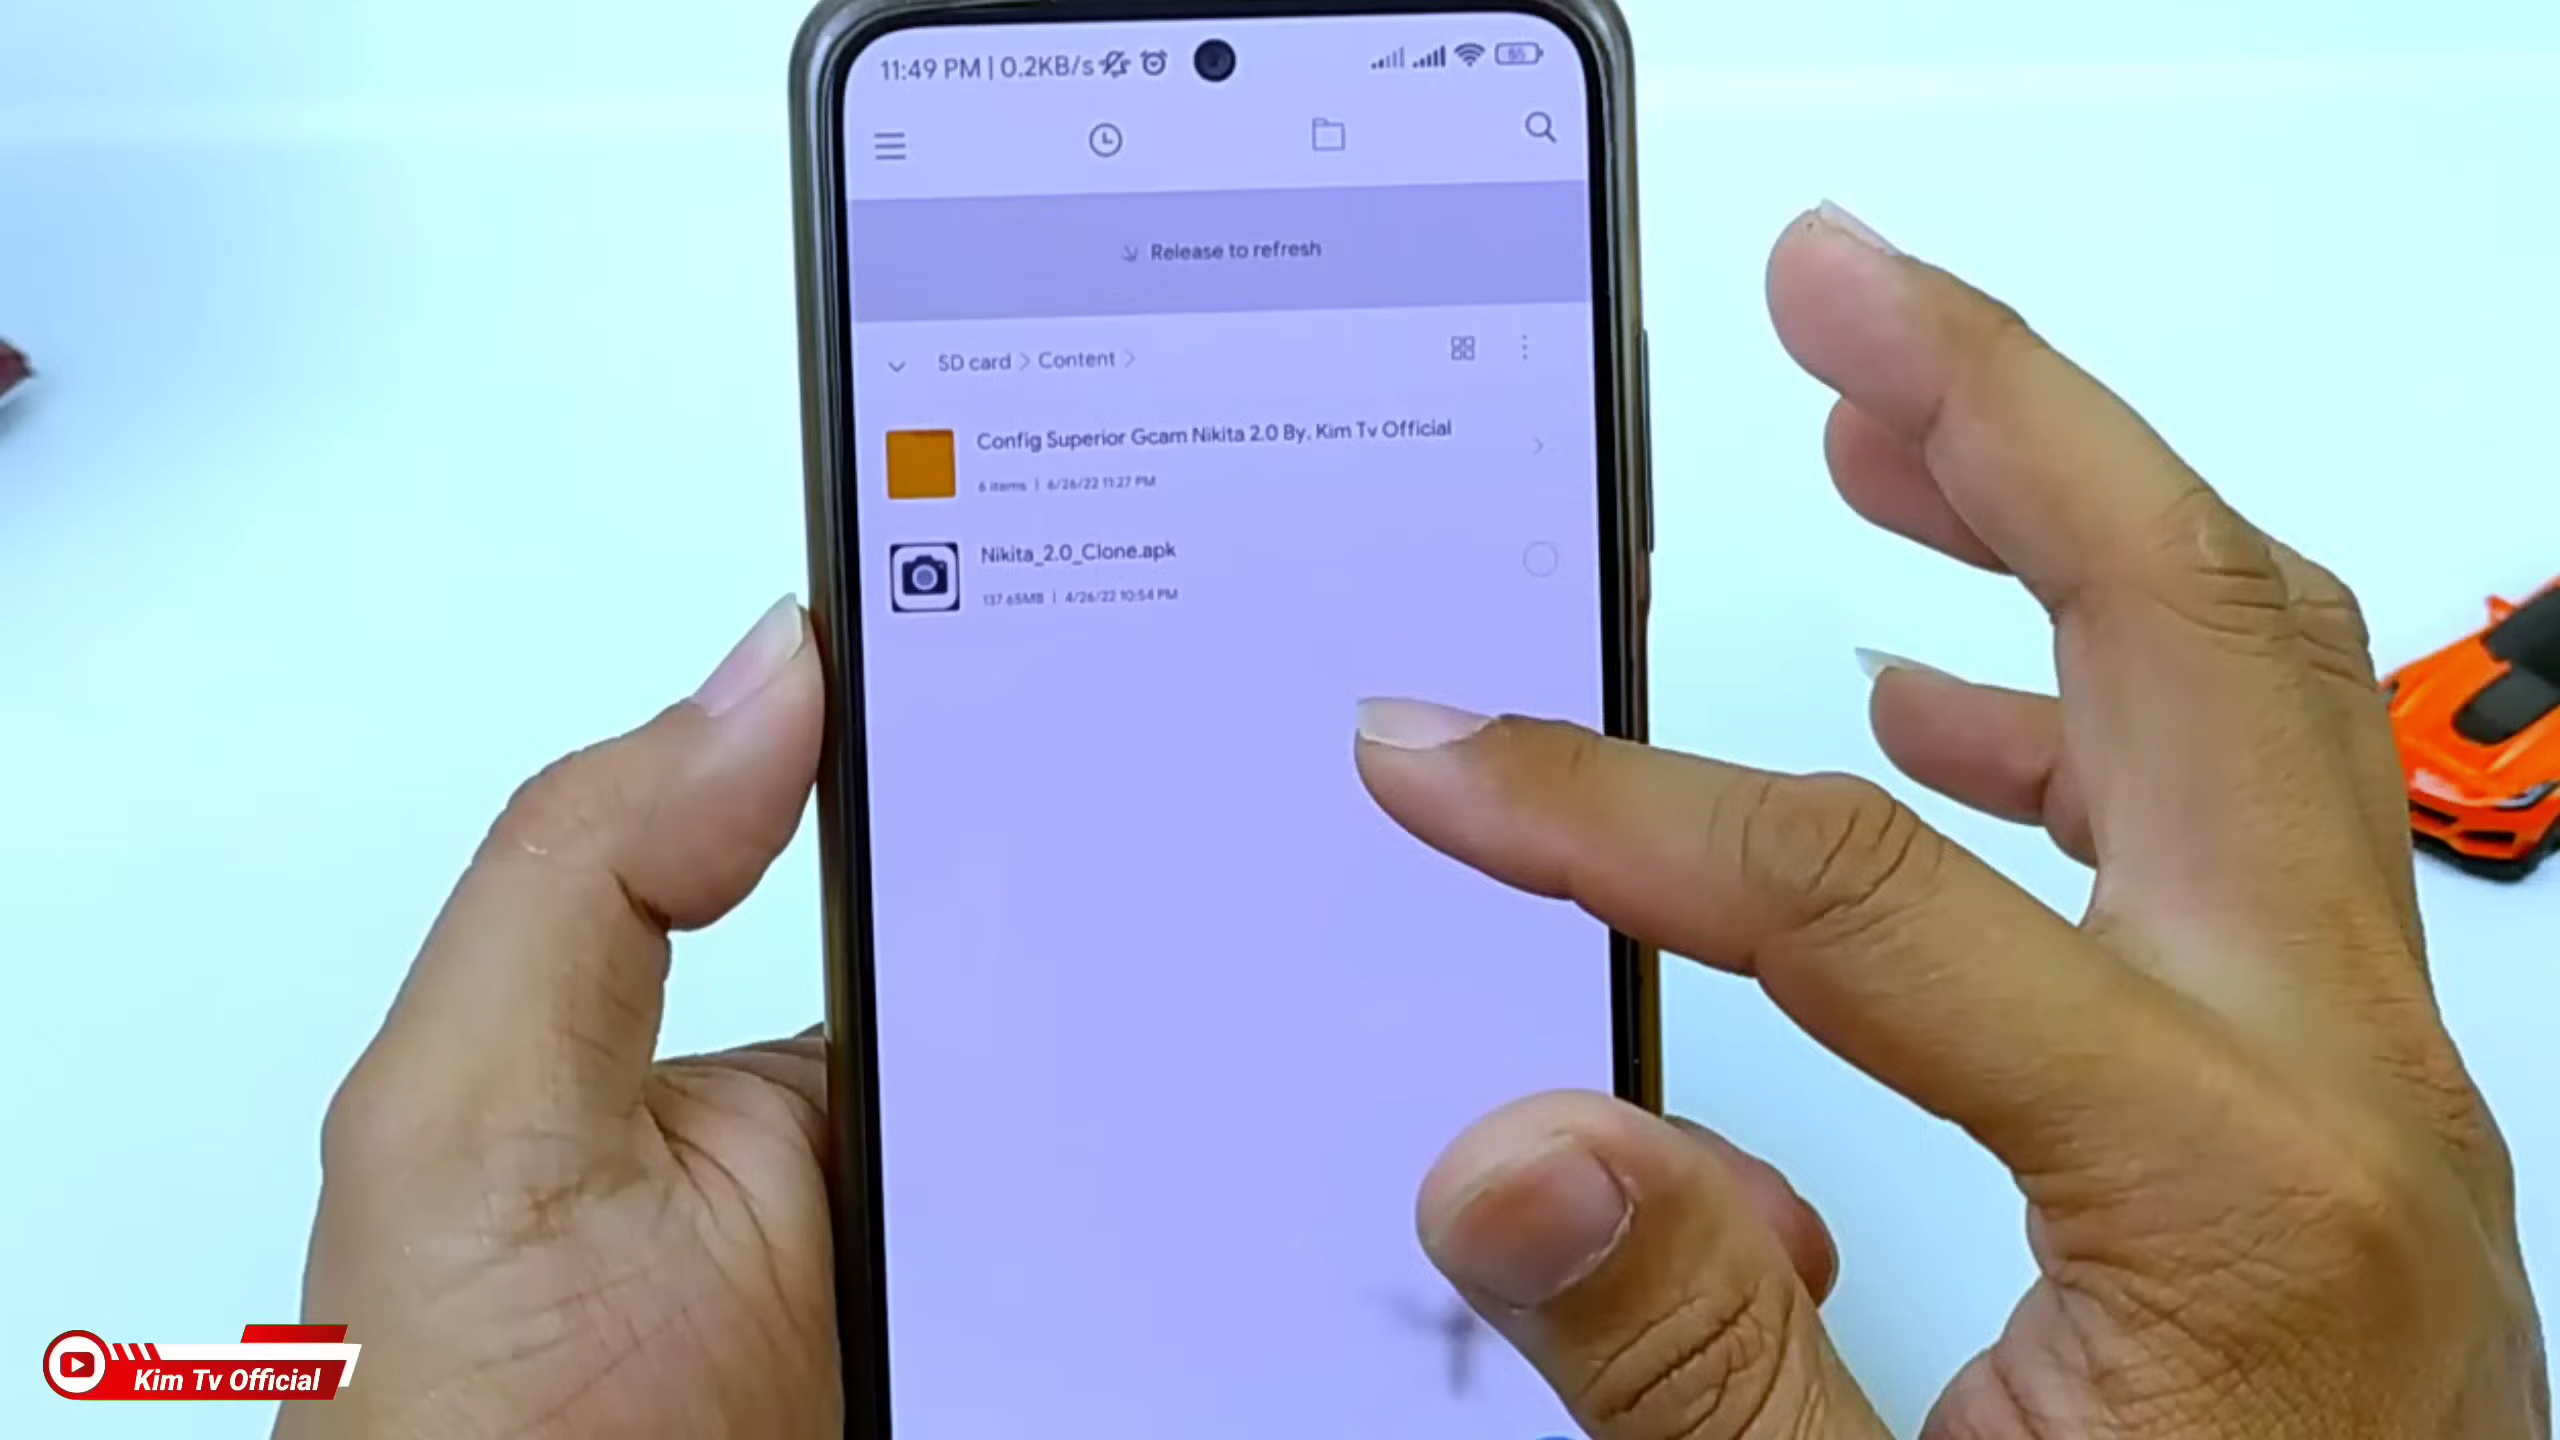 11:49 PM | 0.2KB/s
55
Release to refresh
SD card > Content >
Config Superior Gcam Nikita 2.0 By. Kim Tv Official
6 items | 6/26/22 11:27 PM
Nikita_2.0_Clone.apk
137.65MB | 4/26/22 10:54 PM
Kim Tv Official